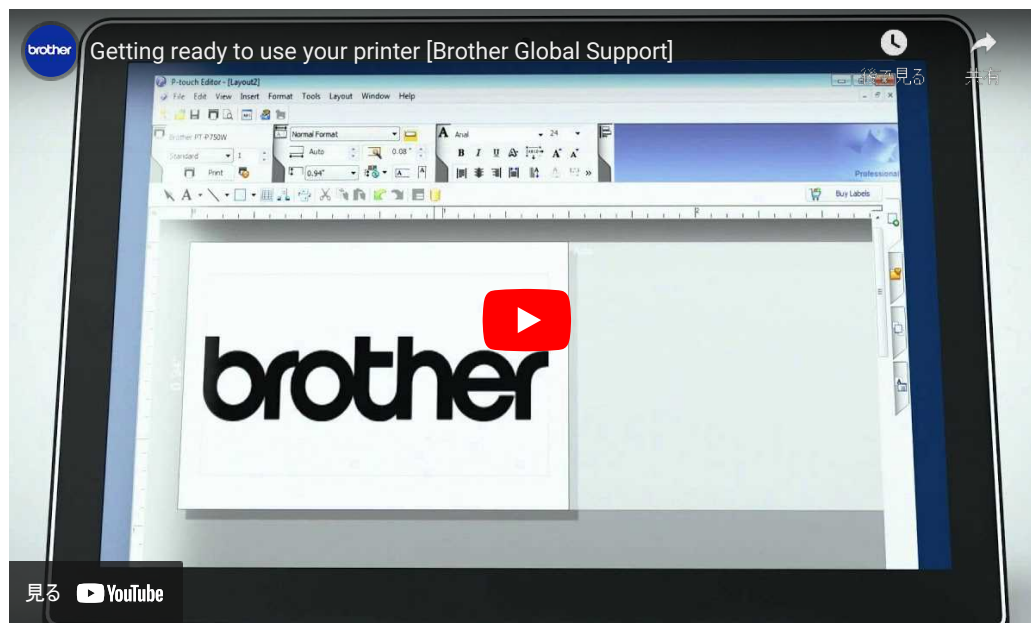 brother
Getting ready to use your printer [Brother Global Support]
後で見る
共有
P-touch Editor - [Layout2]
File Edit View Insert Format Tools Layout Window Help
Brother PT-P750W
Normal Format
A Arial 24
Standard 1
Auto
0.08"
B I U
Print
0.94"
Professional
A
Buy Labels
1
2
brother
見る YouTube